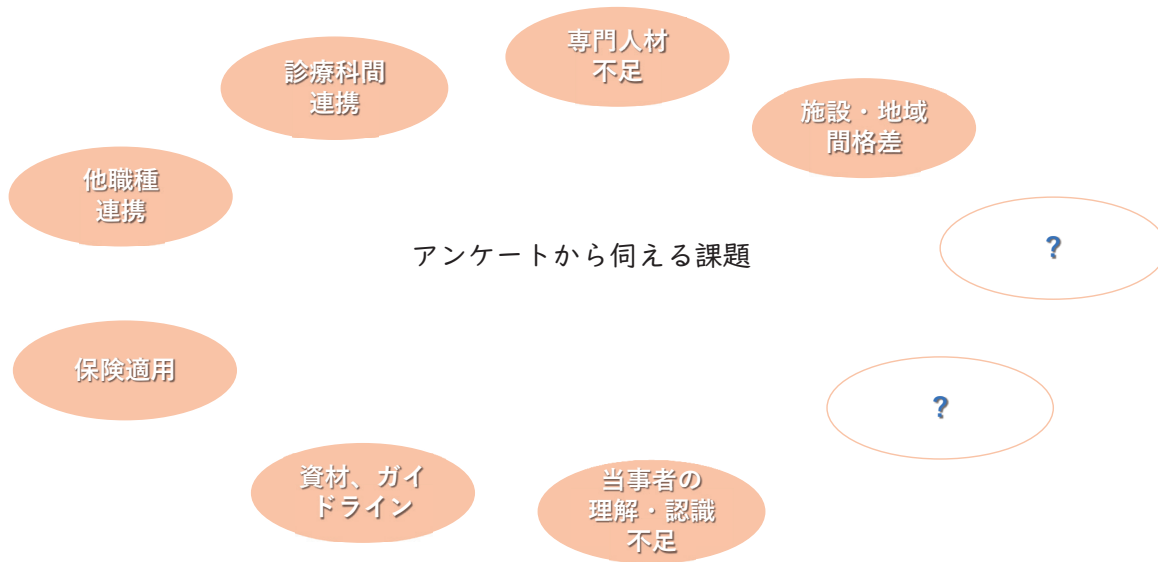 専門人材
不足
診療科間
連携
施設・地域
間格差
他職種
連携
?
アンケートから伺える課題
保険適用
?
資材、ガイ
ドライン
当事者の
理解・認識
不足